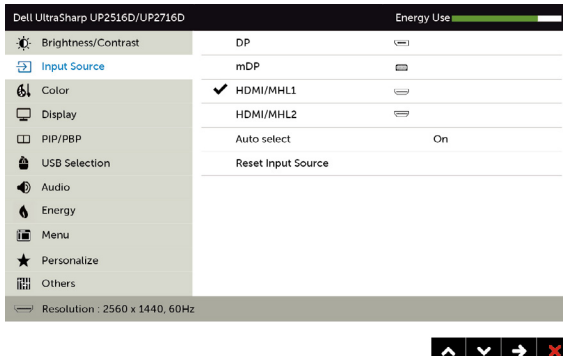 Dell UltraSharp UP2516D/UP2716D Energy Use
Brightness/Contrast
Input Source
Color
Display
PIP/PBP
USB Selection
Audio
Energy
Menu
Personalize
Others
DP
mDP
HDMI/MHL1
HDMI/MHL2
Auto select On
Reset Input Source
Resolution : 2560 x 1440, 60Hz